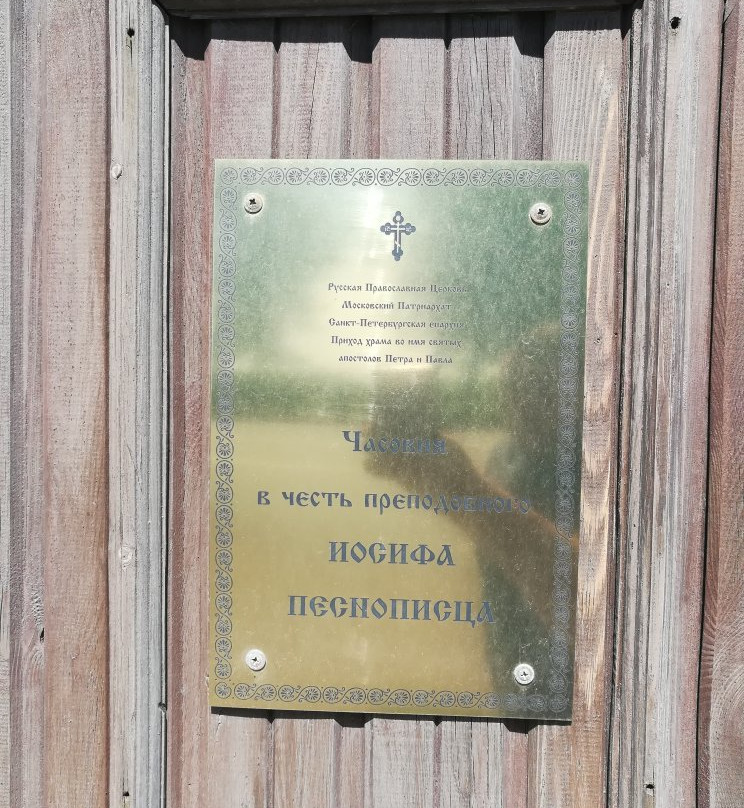 Русская Православная Церковь
Московский Патриархат
Санкт-Петербургская епархия
Приход храма во имя святых
апостолов Петра и Павла
Часовня
в честь преподобного
ИОСИФА
ПЕСНОПИСЦА